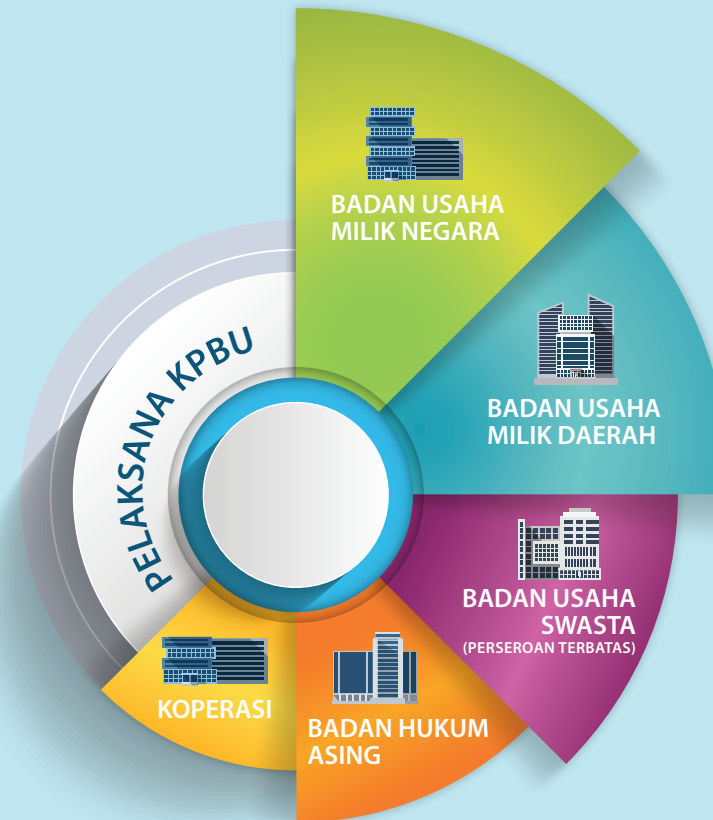 PELAKSANA KPBU
BADAN USAHA
MILIK NEGARA
BADAN USAHA
MILIK DAERAH
BADAN USAHA
SWASTA
(PERSEROAN TERBATAS)
BADAN HUKUM
ASING
KOPERASI